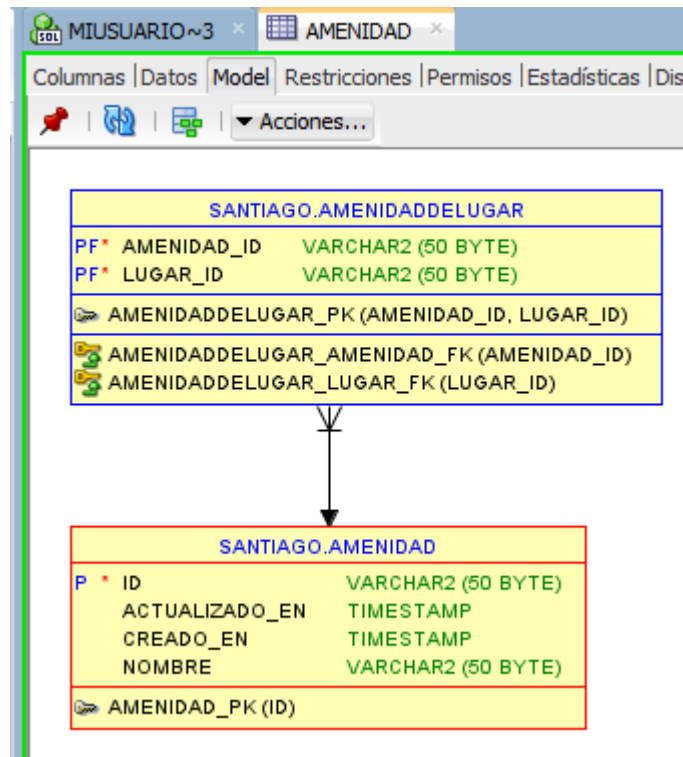 SQL MIUSUARIO~3 × AMENIDAD ×
Columnas |Datos |Model |Restricciones |Permisos |Estadísticas |Dis
Acciones...
SANTIAGO.AMENIDADDELUGAR
PF* AMENIDAD_ID VARCHAR2 (50 BYTE)
PF* LUGAR_ID VARCHAR2 (50 BYTE)
AMENIDADDELUGAR_PK (AMENIDAD_ID, LUGAR_ID)
AMENIDADDELUGAR_AMENIDAD_FK (AMENIDAD_ID)
AMENIDADDELUGAR_LUGAR_FK (LUGAR_ID)
SANTIAGO.AMENIDAD
P * ID VARCHAR2 (50 BYTE)
ACTUALIZADO_EN TIMESTAMP
CREADO_EN TIMESTAMP
NOMBRE VARCHAR2 (50 BYTE)
AMENIDAD_PK (ID)